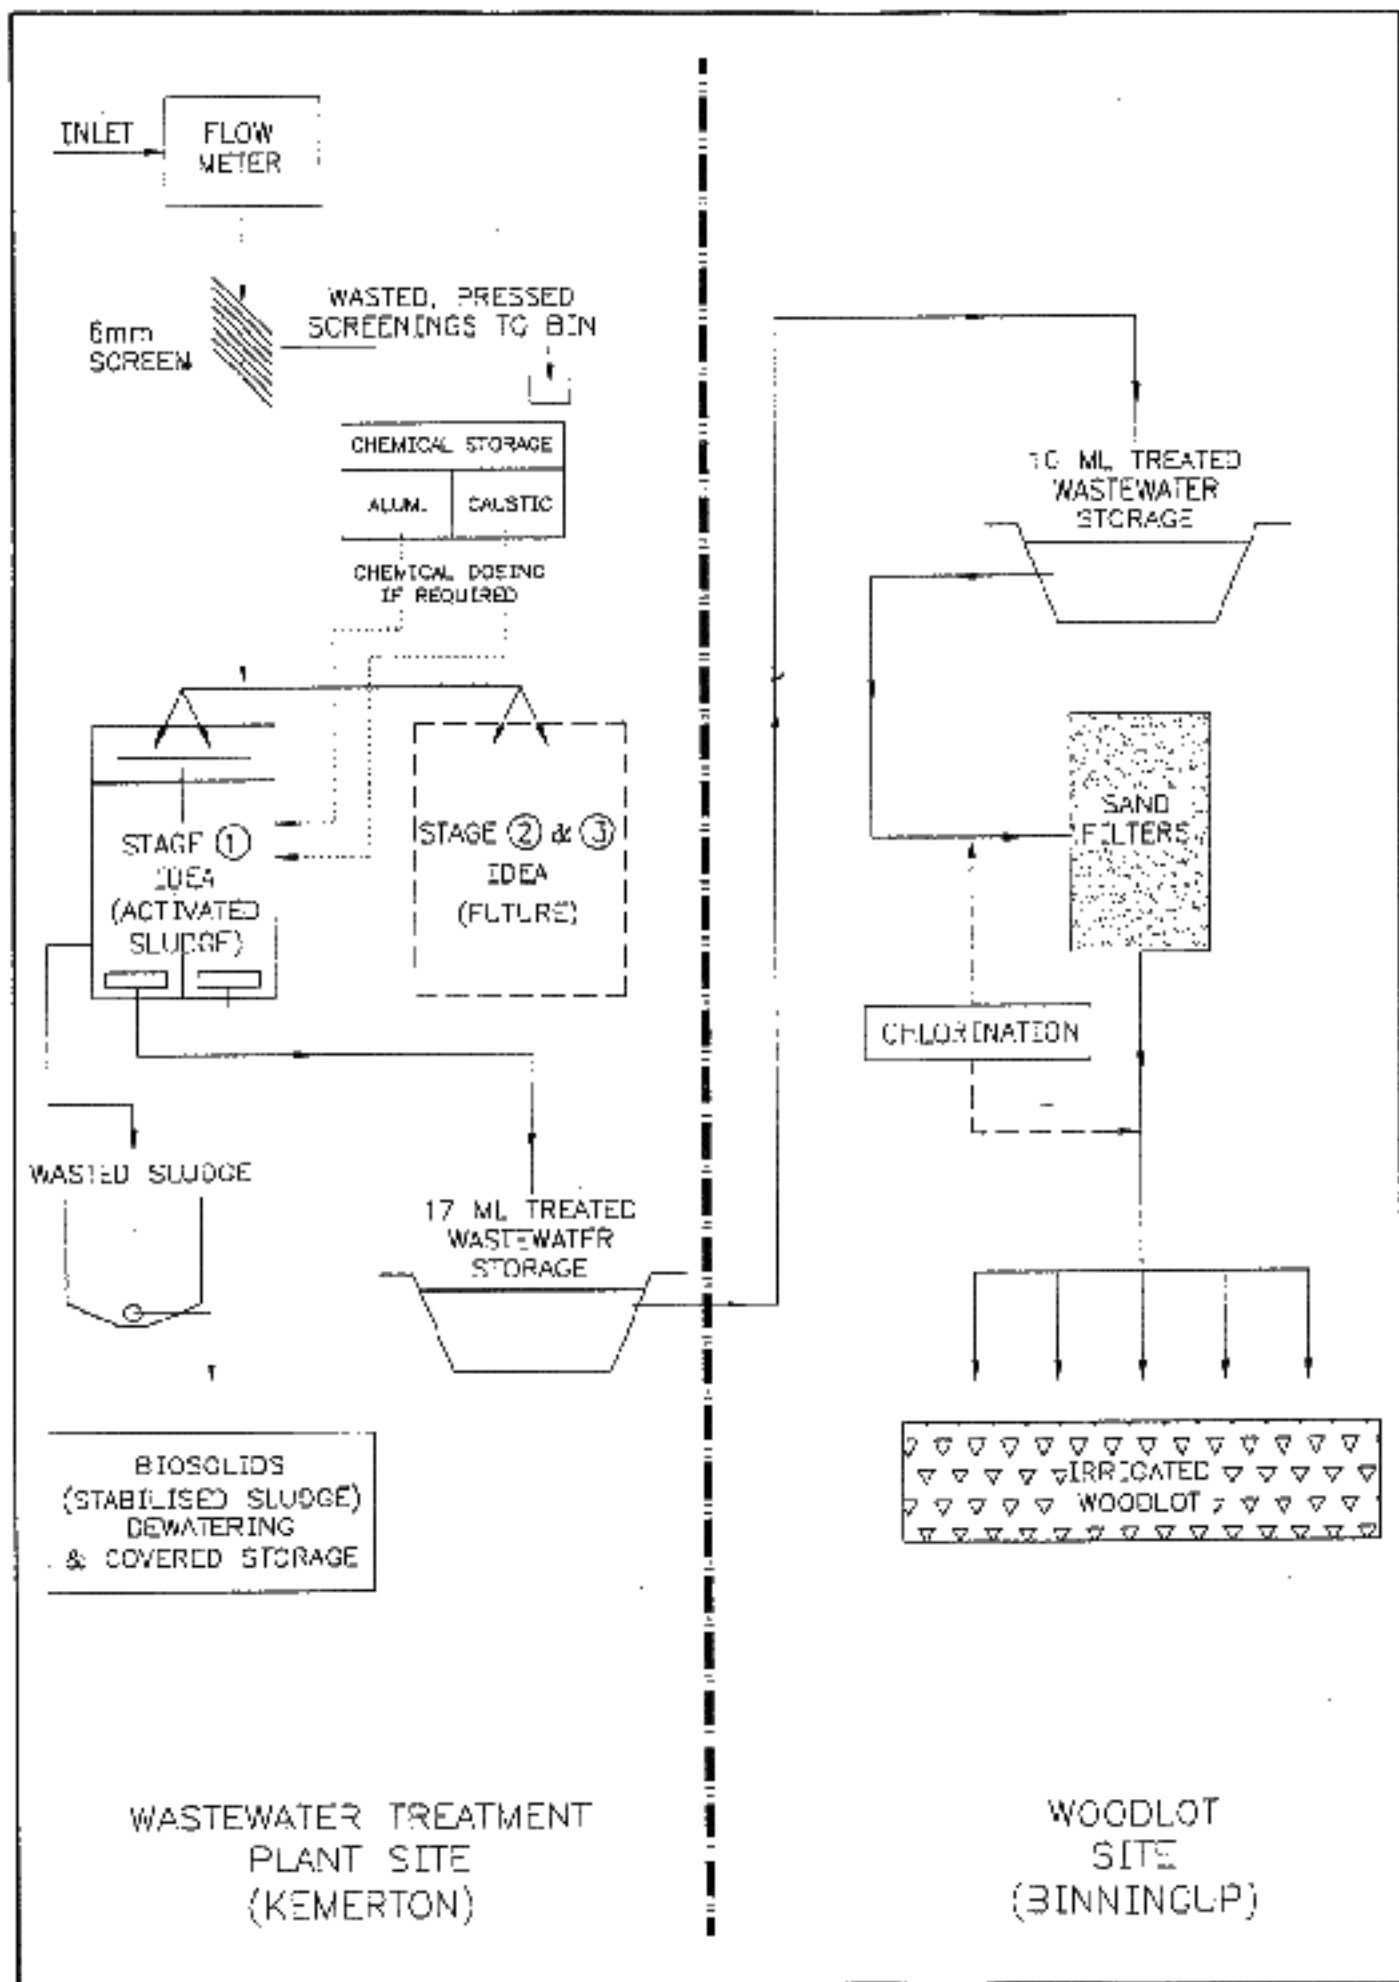 INLET
FLOW
METER
6mm
SCREEN
WASTED, PRESSED
SCREENINGS TO BIN
CHEMICAL STORAGE
ALUM.
CAUSTIC
CHEMICAL DOSING
IF REQUIRED
STAGE 1
IDEA
(ACTIVATED
SLUDGE)
STAGE 2 & 3
IDEA
(FUTURE)
WASTED SLUDGE
17 ML TREATED
WASTEWATER
STORAGE
BIOSOLIDS
(STABILISED SLUDGE)
DEWATERING
& COVERED STORAGE
WASTEWATER TREATMENT
PLANT SITE
(KEMERTON)
10 ML TREATED
WASTEWATER
STORAGE
SAND
FILTERS
CHLORINATION
IRRIGATED
WOODLOT
WOODLOT
SITE
(BINNINGUP)